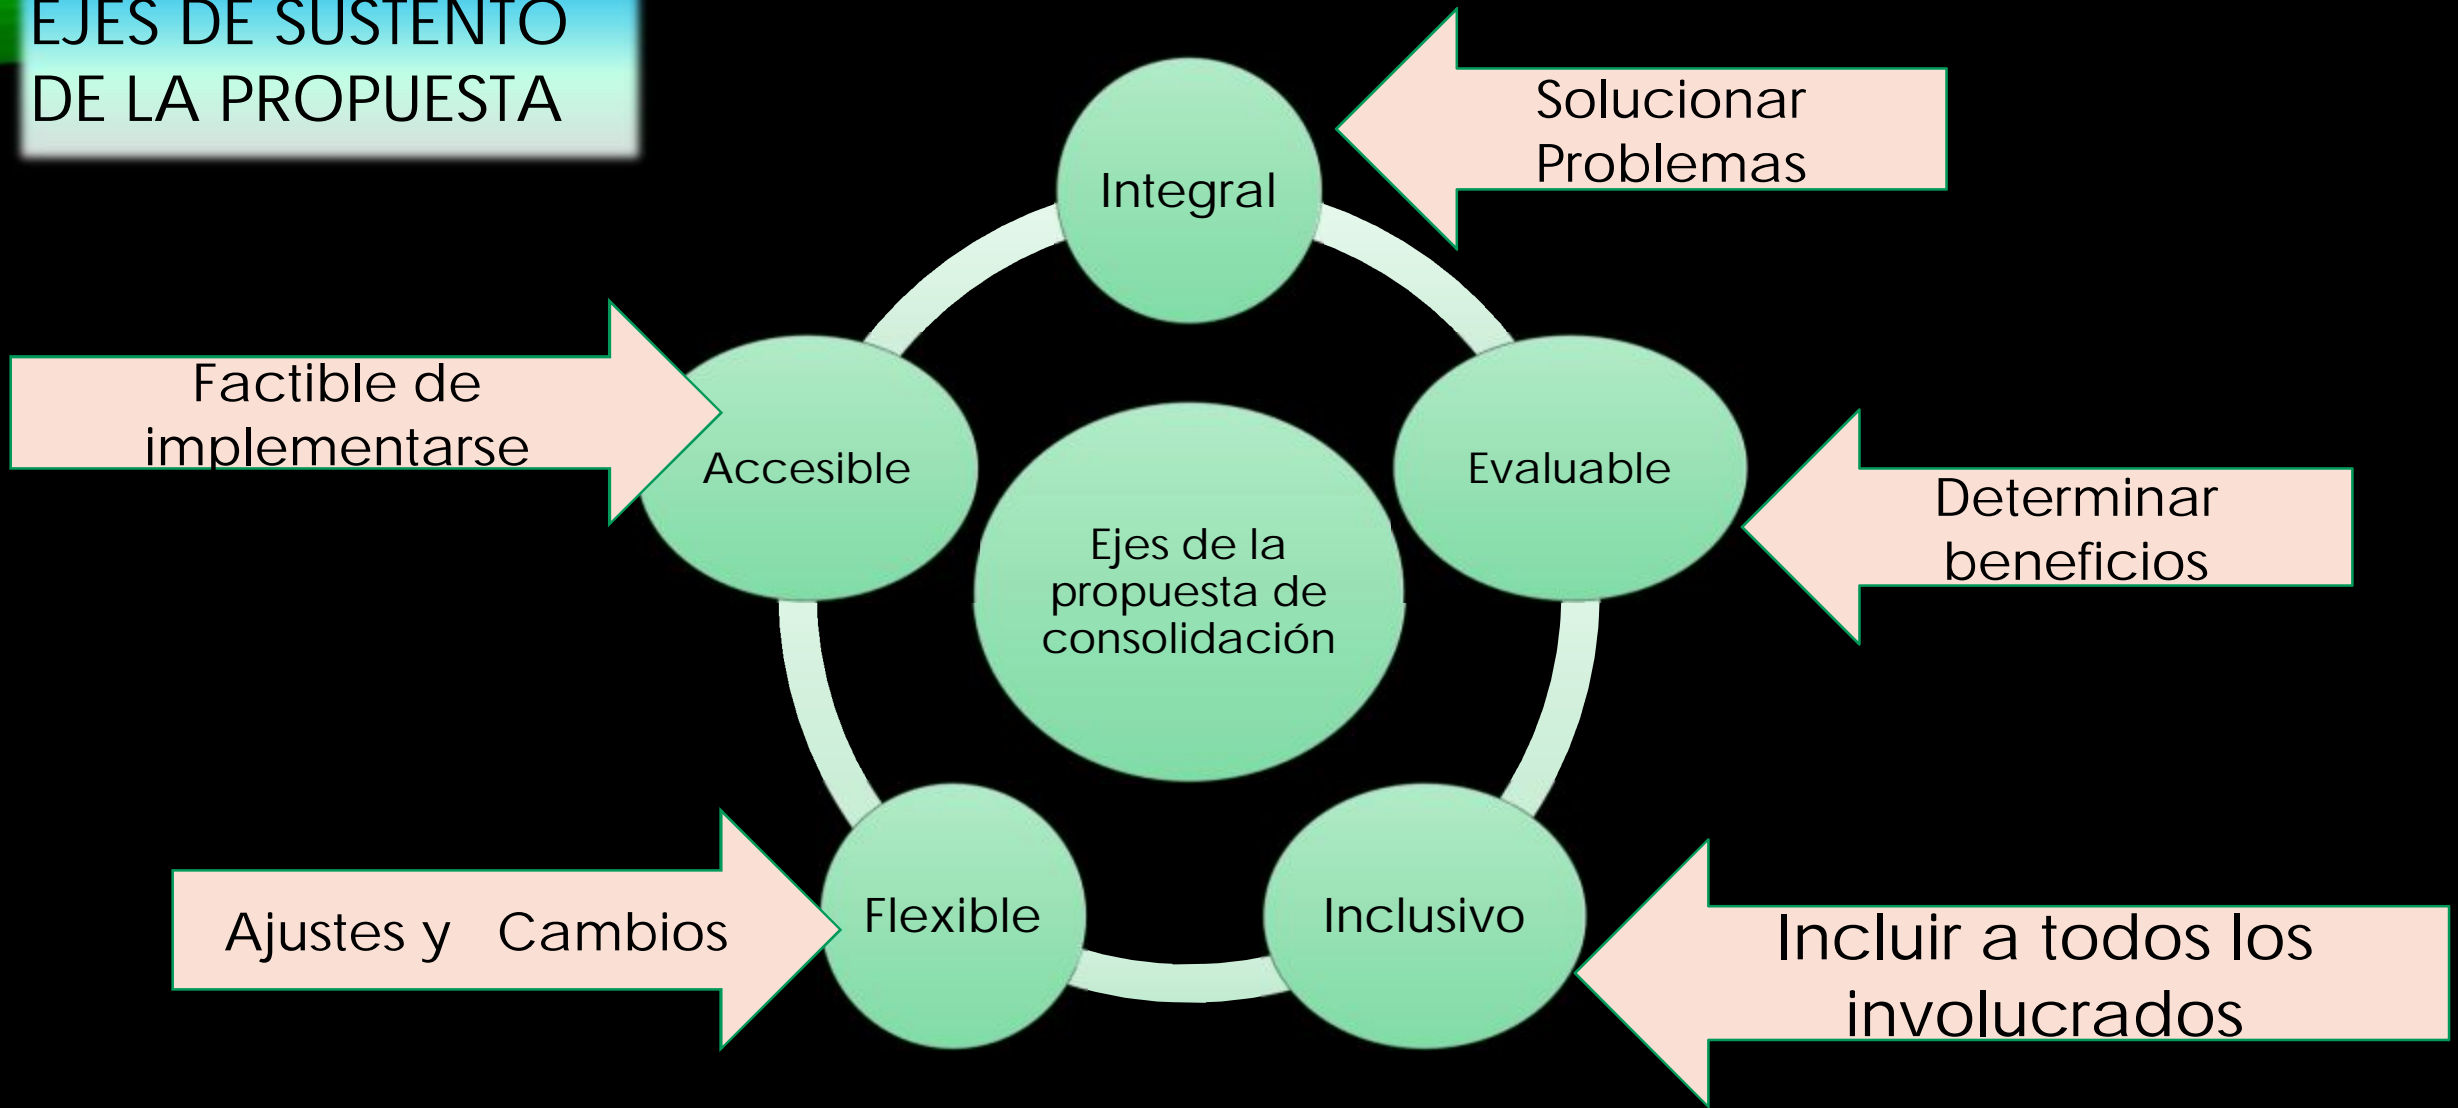 EJES DE SUSTENTO
DE LA PROPUESTA
Solucionar
Problemas
Integral
Factible de
implementarse
Accesible
Evaluable
Determinar
beneficios
Ejes de la
propuesta de
consolidación
Ajustes y Cambios
Flexible
Inclusivo
Incluir a todos los
involucrados